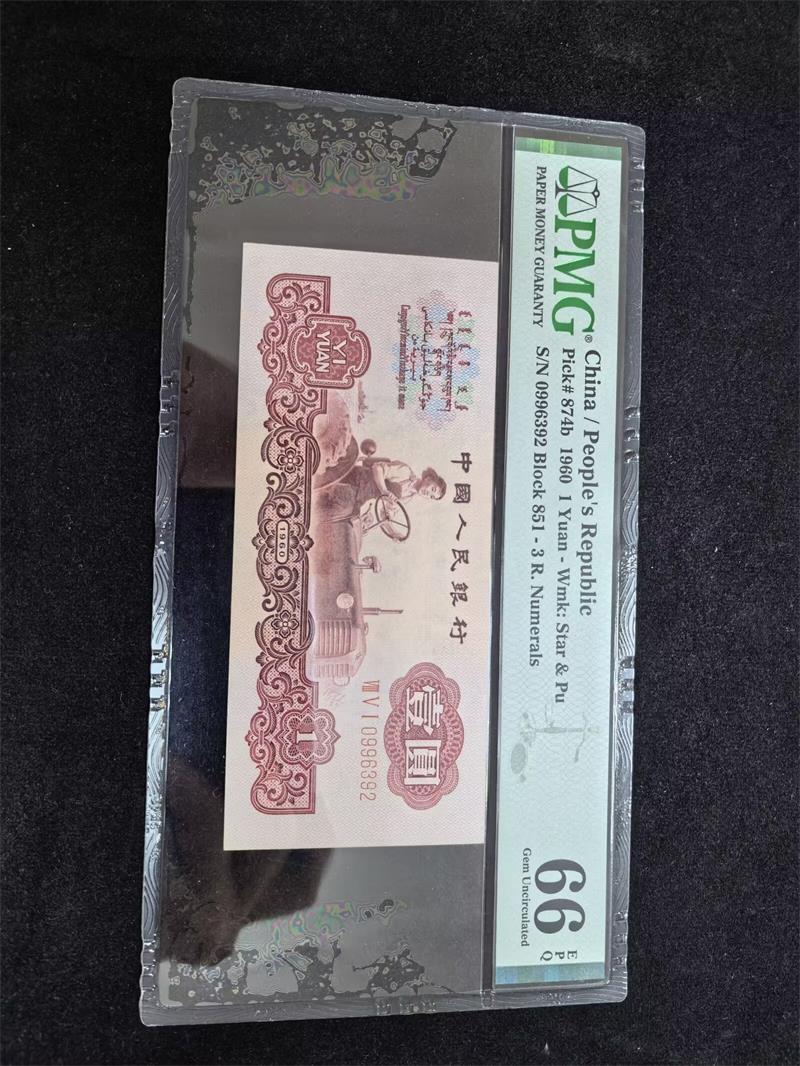 PMG®
PAPER MONEY GUARANTY
China / People's Republic
Pick# 874b 1960 1 Yuan - Wmk: Star & Pu
S/N 0996392 Block 851 - 3 R. Numerals
66
E
P
Q
Gem Uncirculated
中國人民銀行
YI
YUAN
壹圓
VIII V I 0996392
1960
1